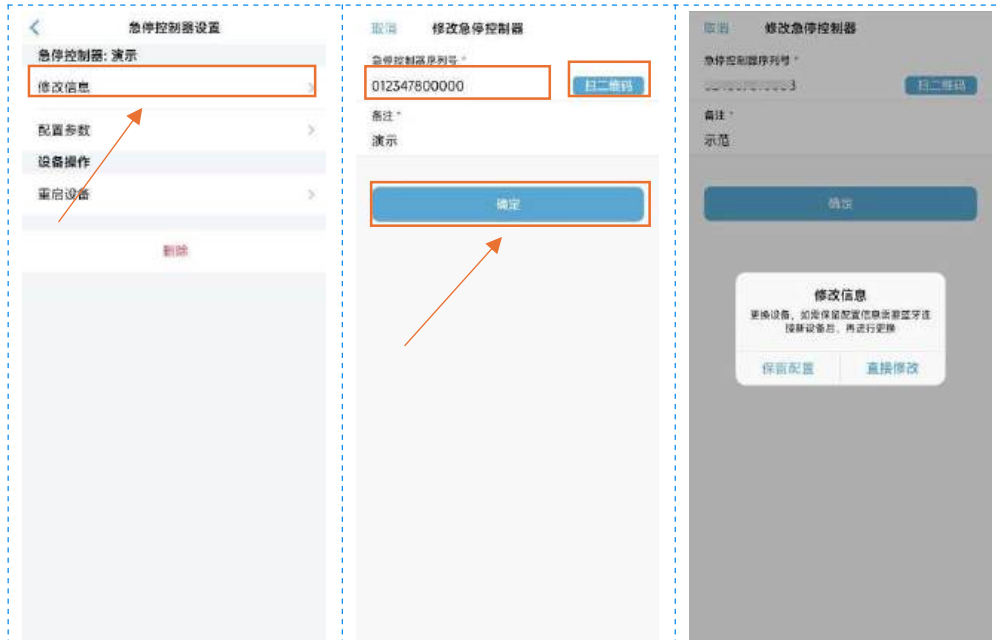 急停控制器设置
急停控制器: 演示
修改信息
配置参数
设备操作
重启设备
删除
取消 修改急停控制器
急停控制器序列号 *
012347800000 扫二维码
备注 *
演示
确定
取消 修改急停控制器
急停控制器序列号 *
扫二维码
备注 *
示范
确定
修改信息
更换设备，如需保留配置信息需要蓝牙连
接新设备后，再进行更换
保留配置 直接修改